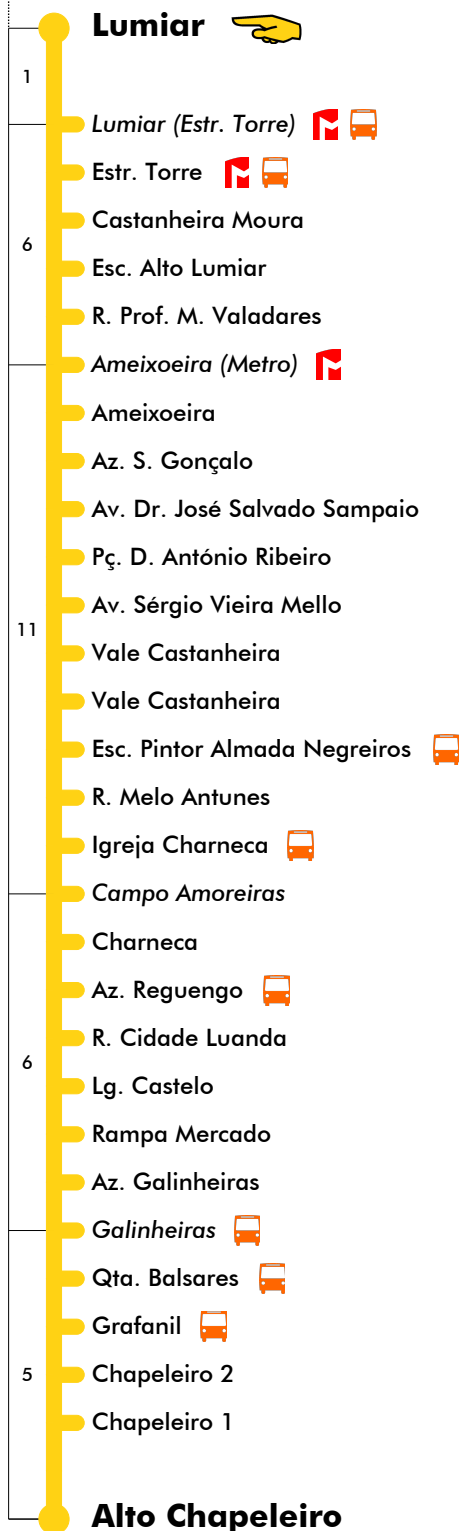 Lumiar
1
Lumiar (Estr. Torre)
Estr. Torre
Castanheira Moura
6
Esc. Alto Lumiar
R. Prof. M. Valadares
Ameixoeira (Metro)
Ameixoeira
Az. S. Gonçalo
Av. Dr. José Salvado Sampaio
Pç. D. António Ribeiro
Av. Sérgio Vieira Mello
11
Vale Castanheira
Vale Castanheira
Esc. Pintor Almada Negreiros
R. Melo Antunes
Igreja Charneca
Campo Amoreiras
Charneca
Az. Reguengo
R. Cidade Luanda
6
Lg. Castelo
Rampa Mercado
Az. Galinheiras
Galinheiras
Qta. Balsares
Grafanil
5
Chapeleiro 2
Chapeleiro 1
Alto Chapeleiro